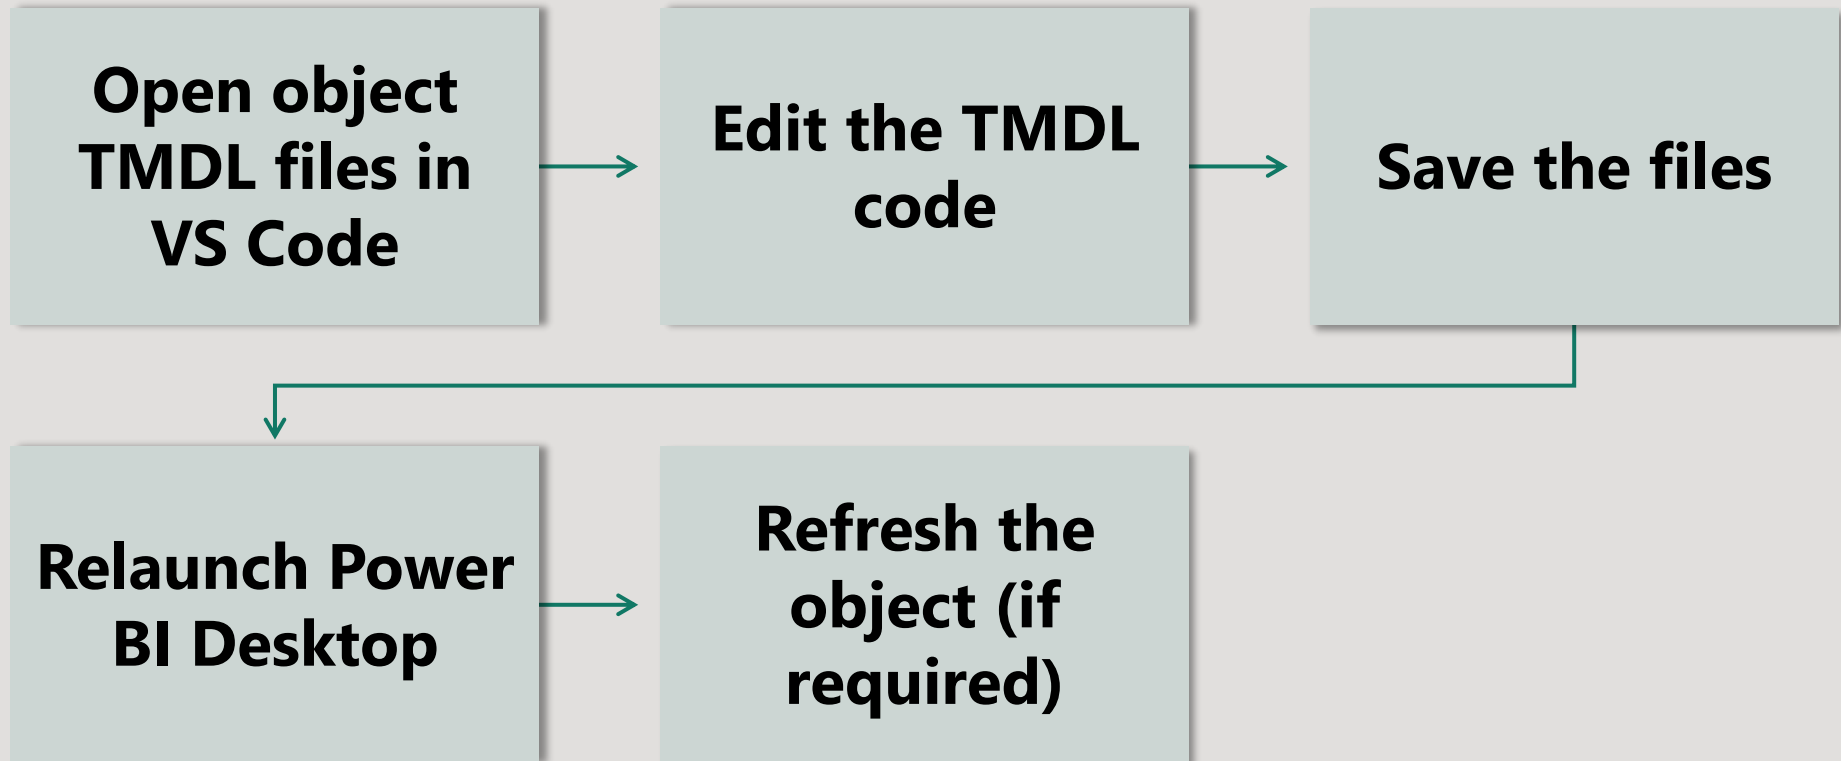 Open object
TMDL files in
VS Code
Edit the TMDL
code
Save the files
Relaunch Power
BI Desktop
Refresh the
object (if
required)